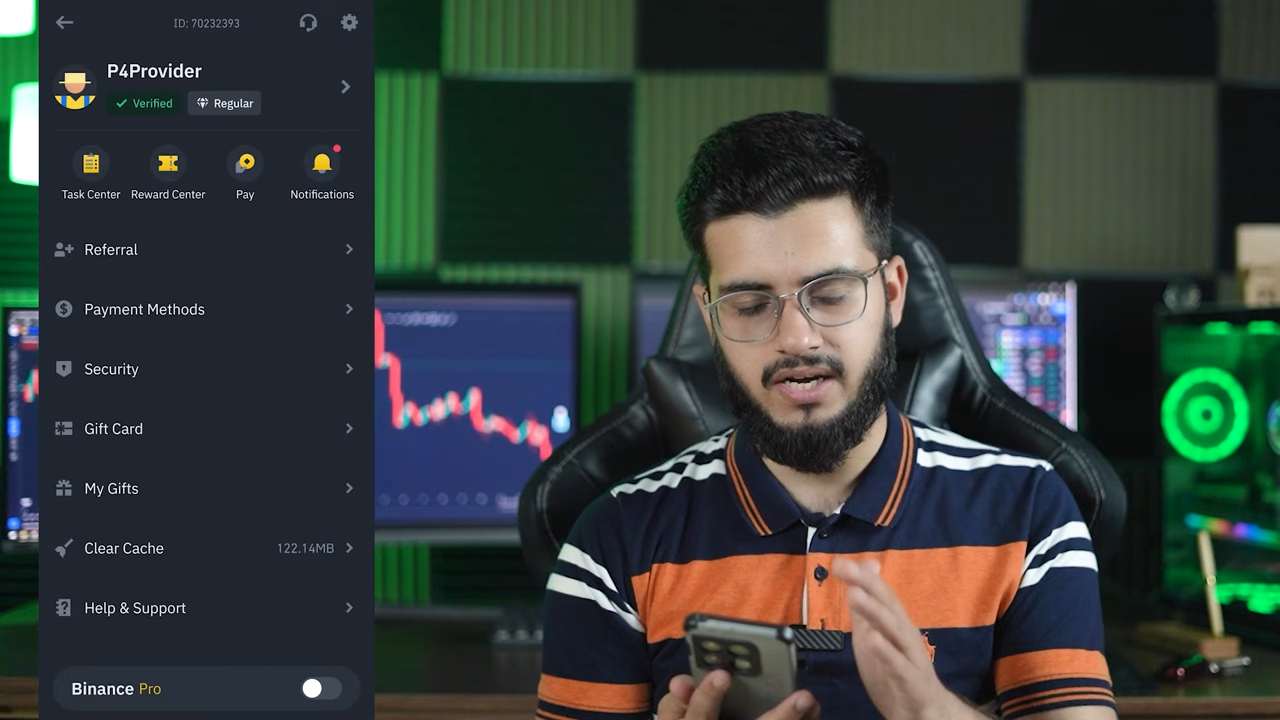 ID: 70232393
P4Provider
Verified
Regular
Task Center
Reward Center
Pay
Notifications
Referral
Payment Methods
Security
Gift Card
My Gifts
Clear Cache 122.14MB
Help & Support
Binance Pro